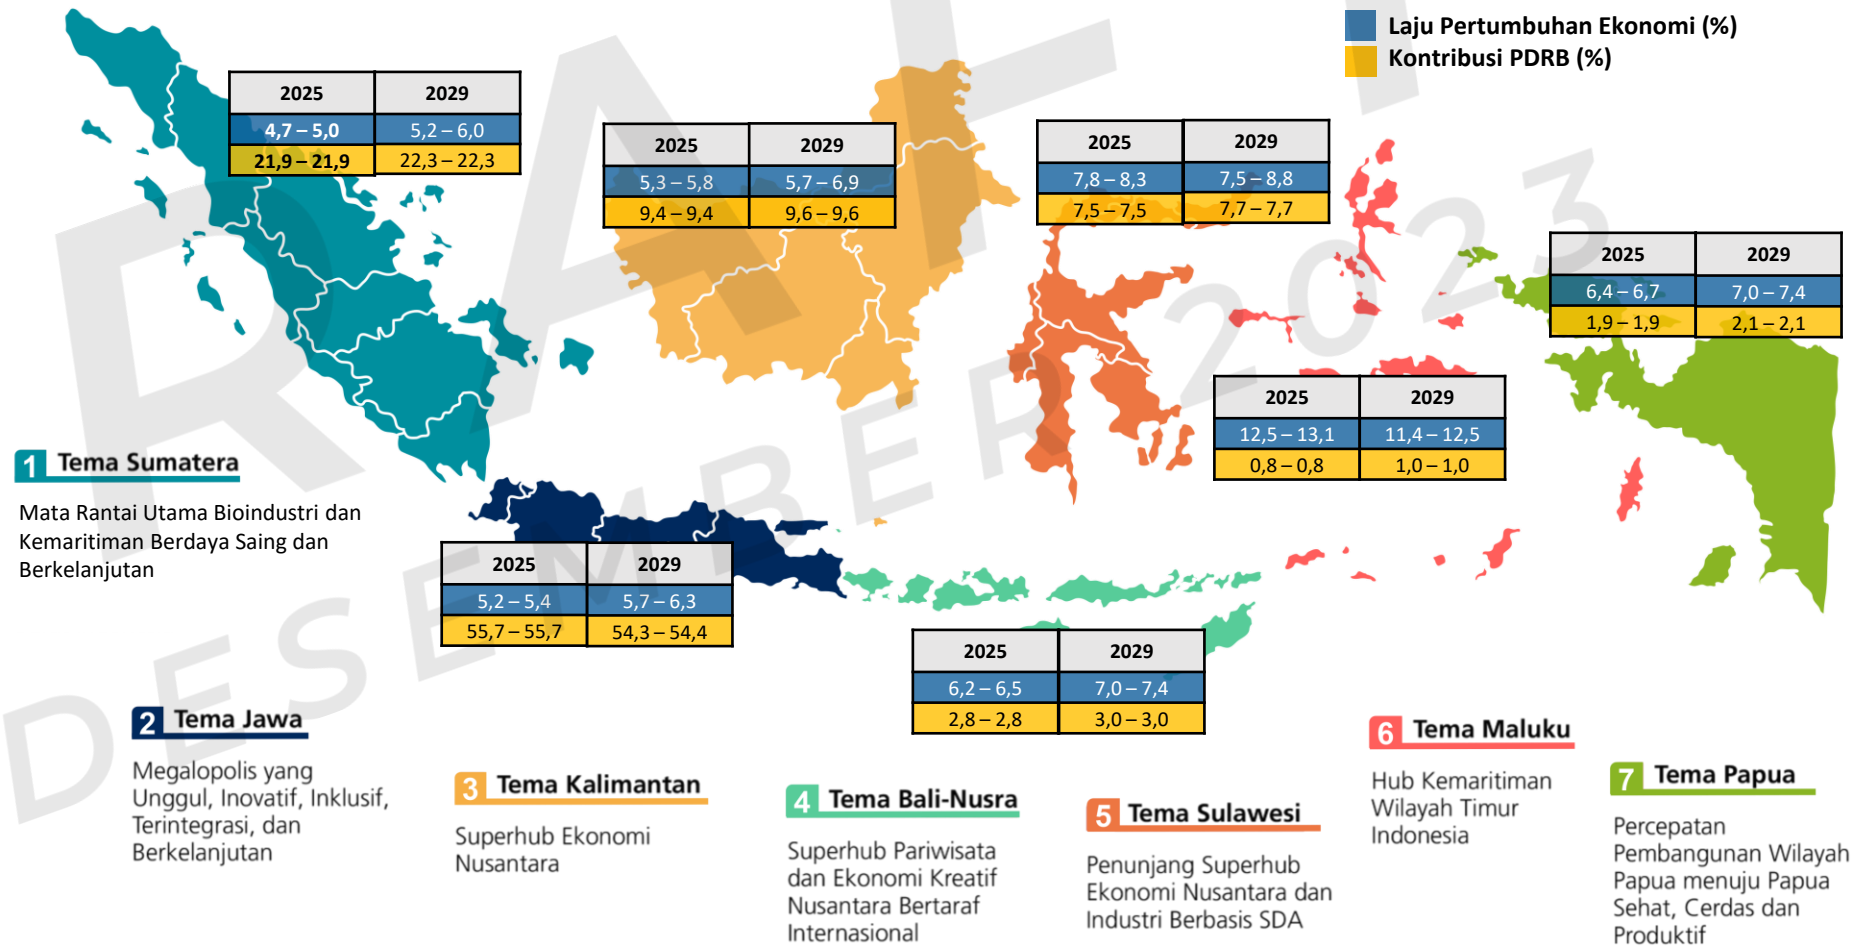 Laju Pertumbuhan Ekonomi (%)
Kontribusi PDRB (%)
2025 2029
4,7 – 5,0 5,2 – 6,0
21,9 – 21,9 22,3 – 22,3
2025 2029
5,3 – 5,8 5,7 – 6,9
9,4 – 9,4 9,6 – 9,6
2025 2029
7,8 – 8,3 7,5 – 8,8
7,5 – 7,5 7,7 – 7,7
2025 2029
6,4 – 6,7 7,0 – 7,4
1,9 – 1,9 2,1 – 2,1
2025 2029
12,5 – 13,1 11,4 – 12,5
0,8 – 0,8 1,0 – 1,0
2025 2029
5,2 – 5,4 5,7 – 6,3
55,7 – 55,7 54,3 – 54,4
2025 2029
6,2 – 6,5 7,0 – 7,4
2,8 – 2,8 3,0 – 3,0
1 Tema Sumatera
Mata Rantai Utama Bioindustri dan
Kemaritiman Berdaya Saing dan
Berkelanjutan
2 Tema Jawa
Megalopolis yang
Unggul, Inovatif, Inklusif,
Terintegrasi, dan
Berkelanjutan
3 Tema Kalimantan
Superhub Ekonomi
Nusantara
4 Tema Bali-Nusra
Superhub Pariwisata
dan Ekonomi Kreatif
Nusantara Bertaraf
Internasional
5 Tema Sulawesi
Penunjang Superhub
Ekonomi Nusantara dan
Industri Berbasis SDA
6 Tema Maluku
Hub Kemaritiman
Wilayah Timur
Indonesia
7 Tema Papua
Percepatan
Pembangunan Wilayah
Papua menuju Papua
Sehat, Cerdas dan
Produktif
DESEMBER 2023